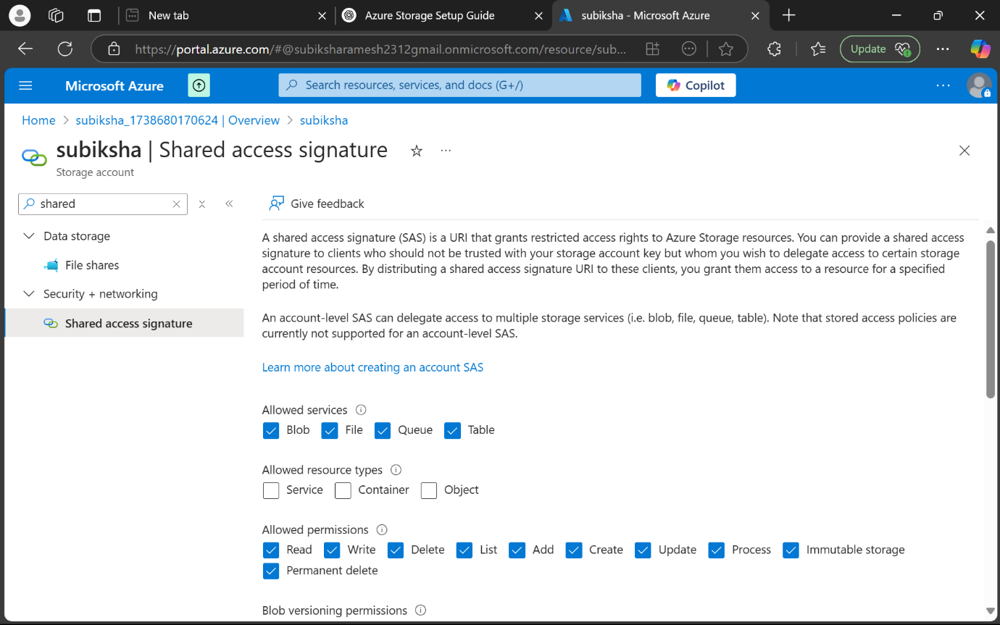 New tab
Azure Storage Setup Guide
subiksha - Microsoft Azure
https://portal.azure.com/#@subiksharamesh2312gmail.onmicrosoft.com/resource/sub...
Update
Microsoft Azure
Search resources, services, and docs (G+/)
Copilot
Home > subiksha_1738680170624 | Overview > subiksha
subiksha | Shared access signature
Storage account
shared
Data storage
File shares
Security + networking
Shared access signature
Give feedback
A shared access signature (SAS) is a URI that grants restricted access rights to Azure Storage resources. You can provide a shared access
signature to clients who should not be trusted with your storage account key but whom you wish to delegate access to certain storage
account resources. By distributing a shared access signature URI to these clients, you grant them access to a resource for a specified
period of time.
An account-level SAS can delegate access to multiple storage services (i.e. blob, file, queue, table). Note that stored access policies are
currently not supported for an account-level SAS.
Learn more about creating an account SAS
Allowed services
Blob File Queue Table
Allowed resource types
Service Container Object
Allowed permissions
Read Write Delete List Add Create Update Process Immutable storage
Permanent delete
Blob versioning permissions